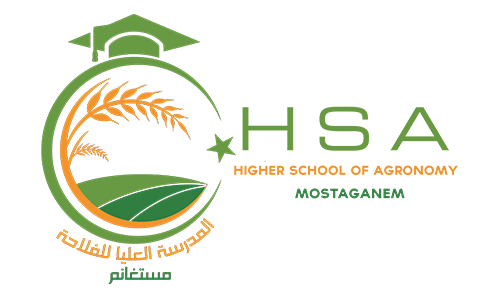 HSA
HIGHER SCHOOL OF AGRONOMY
MOSTAGANEM
المدرسة العليا للفلاحة
مستغانم